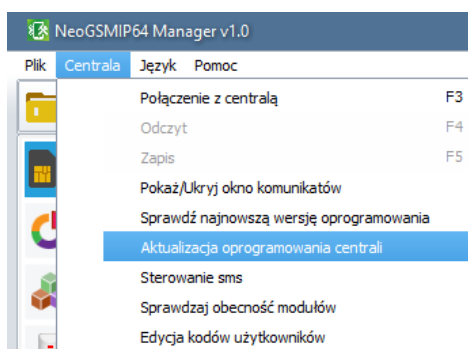 NeoGSMIP64 Manager v1.0
Plik Centrala Język Pomoc
Połączenie z centralą F3
Odczyt F4
Zapis F5
Pokaż/Ukryj okno komunikatów
Sprawdź najnowszą wersję oprogramowania
Aktualizacja oprogramowania centrali
Sterowanie sms
Sprawdzaj obecność modułów
Edycja kodów użytkowników